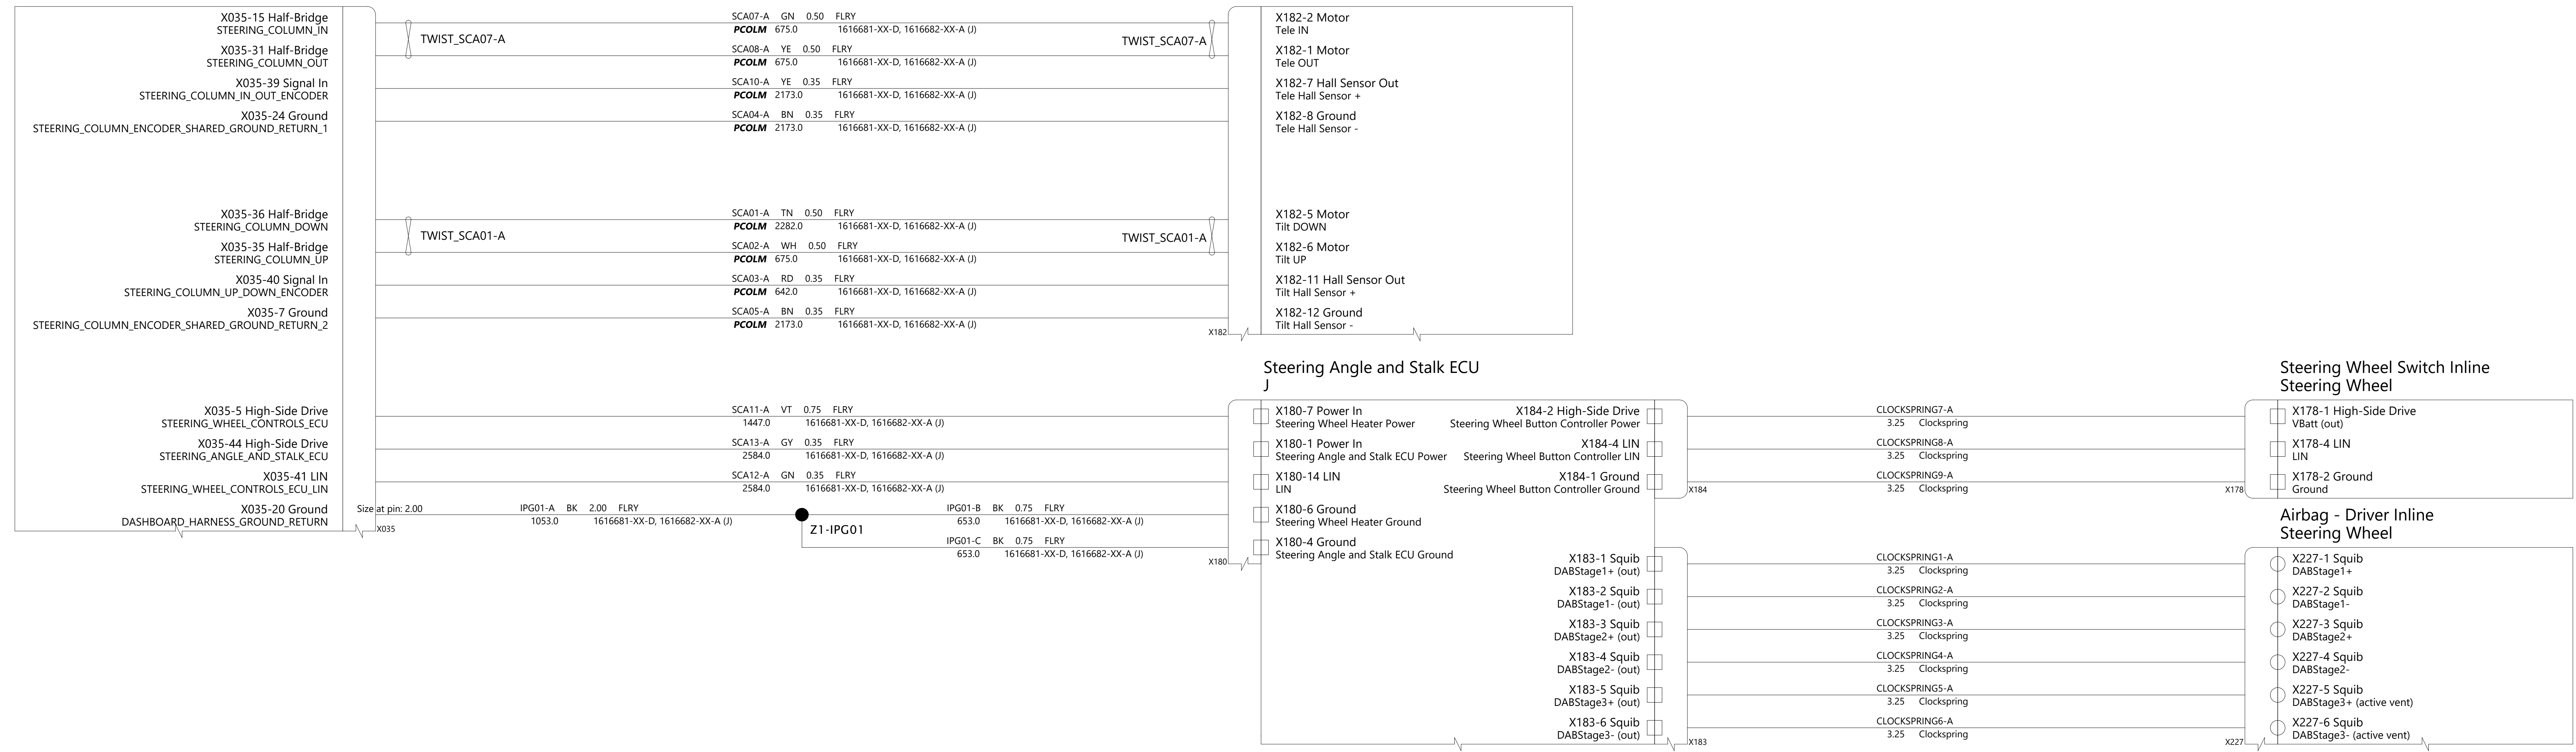 X035-15 Half-Bridge
STEERING_COLUMN_IN
X035-31 Half-Bridge
STEERING_COLUMN_OUT
X035-39 Signal In
STEERING_COLUMN_IN_OUT_ENCODER
X035-24 Ground
STEERING_COLUMN_ENCODER_SHARED_GROUND_RETURN_1
X035-36 Half-Bridge
STEERING_COLUMN_DOWN
X035-35 Half-Bridge
STEERING_COLUMN_UP
X035-40 Signal In
STEERING_COLUMN_UP_DOWN_ENCODER
X035-7 Ground
STEERING_COLUMN_ENCODER_SHARED_GROUND_RETURN_2
X035-5 High-Side Drive
STEERING_WHEEL_CONTROLS_ECU
X035-44 High-Side Drive
STEERING_ANGLE_AND_STALK_ECU
X035-41 LIN
STEERING_WHEEL_CONTROLS_ECU_LIN
X035-20 Ground
DASHBOARD_HARNESS_GROUND_RETURN
Size at pin: 2.00
X035
TWIST_SCA07-A
TWIST_SCA01-A
SCA07-A GN 0.50 FLRY
PCOLM 675.0 1616681-XX-D, 1616682-XX-A (J)
SCA08-A YE 0.50 FLRY
PCOLM 675.0 1616681-XX-D, 1616682-XX-A (J)
SCA10-A YE 0.35 FLRY
PCOLM 2173.0 1616681-XX-D, 1616682-XX-A (J)
SCA04-A BN 0.35 FLRY
PCOLM 2173.0 1616681-XX-D, 1616682-XX-A (J)
SCA01-A TN 0.50 FLRY
PCOLM 2282.0 1616681-XX-D, 1616682-XX-A (J)
SCA02-A WH 0.50 FLRY
PCOLM 675.0 1616681-XX-D, 1616682-XX-A (J)
SCA03-A RD 0.35 FLRY
PCOLM 642.0 1616681-XX-D, 1616682-XX-A (J)
SCA05-A BN 0.35 FLRY
PCOLM 2173.0 1616681-XX-D, 1616682-XX-A (J)
SCA11-A VT 0.75 FLRY
1447.0 1616681-XX-D, 1616682-XX-A (J)
SCA13-A GY 0.35 FLRY
2584.0 1616681-XX-D, 1616682-XX-A (J)
SCA12-A GN 0.35 FLRY
2584.0 1616681-XX-D, 1616682-XX-A (J)
IPG01-A BK 2.00 FLRY
1053.0 1616681-XX-D, 1616682-XX-A (J)
Z1-IPG01
IPG01-B BK 0.75 FLRY
653.0 1616681-XX-D, 1616682-XX-A (J)
IPG01-C BK 0.75 FLRY
653.0 1616681-XX-D, 1616682-XX-A (J)
TWIST_SCA07-A
TWIST_SCA01-A
X182
X182-2 Motor
Tele IN
X182-1 Motor
Tele OUT
X182-7 Hall Sensor Out
Tele Hall Sensor +
X182-8 Ground
Tele Hall Sensor -
X182-5 Motor
Tilt DOWN
X182-6 Motor
Tilt UP
X182-11 Hall Sensor Out
Tilt Hall Sensor +
X182-12 Ground
Tilt Hall Sensor -
Steering Angle and Stalk ECU
J
X180-7 Power In
Steering Wheel Heater Power
X180-1 Power In
Steering Angle and Stalk ECU Power
X180-14 LIN
LIN
X180-6 Ground
Steering Wheel Heater Ground
X180-4 Ground
Steering Angle and Stalk ECU Ground
X180
X184-2 High-Side Drive
Steering Wheel Button Controller Power
X184-4 LIN
Steering Wheel Button Controller LIN
X184-1 Ground
Steering Wheel Button Controller Ground
X184
X183-1 Squib
DABStage1+ (out)
X183-2 Squib
DABStage1- (out)
X183-3 Squib
DABStage2+ (out)
X183-4 Squib
DABStage2- (out)
X183-5 Squib
DABStage3+ (out)
X183-6 Squib
DABStage3- (out)
X183
CLOCKSPRING7-A
3.25 Clockspring
CLOCKSPRING8-A
3.25 Clockspring
CLOCKSPRING9-A
3.25 Clockspring
CLOCKSPRING1-A
3.25 Clockspring
CLOCKSPRING2-A
3.25 Clockspring
CLOCKSPRING3-A
3.25 Clockspring
CLOCKSPRING4-A
3.25 Clockspring
CLOCKSPRING5-A
3.25 Clockspring
CLOCKSPRING6-A
3.25 Clockspring
Steering Wheel Switch Inline
Steering Wheel
X178-1 High-Side Drive
VBatt (out)
X178-4 LIN
LIN
X178-2 Ground
Ground
X178
Airbag - Driver Inline
Steering Wheel
X227-1 Squib
DABStage1+
X227-2 Squib
DABStage1-
X227-3 Squib
DABStage2+
X227-4 Squib
DABStage2-
X227-5 Squib
DABStage3+ (active vent)
X227-6 Squib
DABStage3- (active vent)
X227